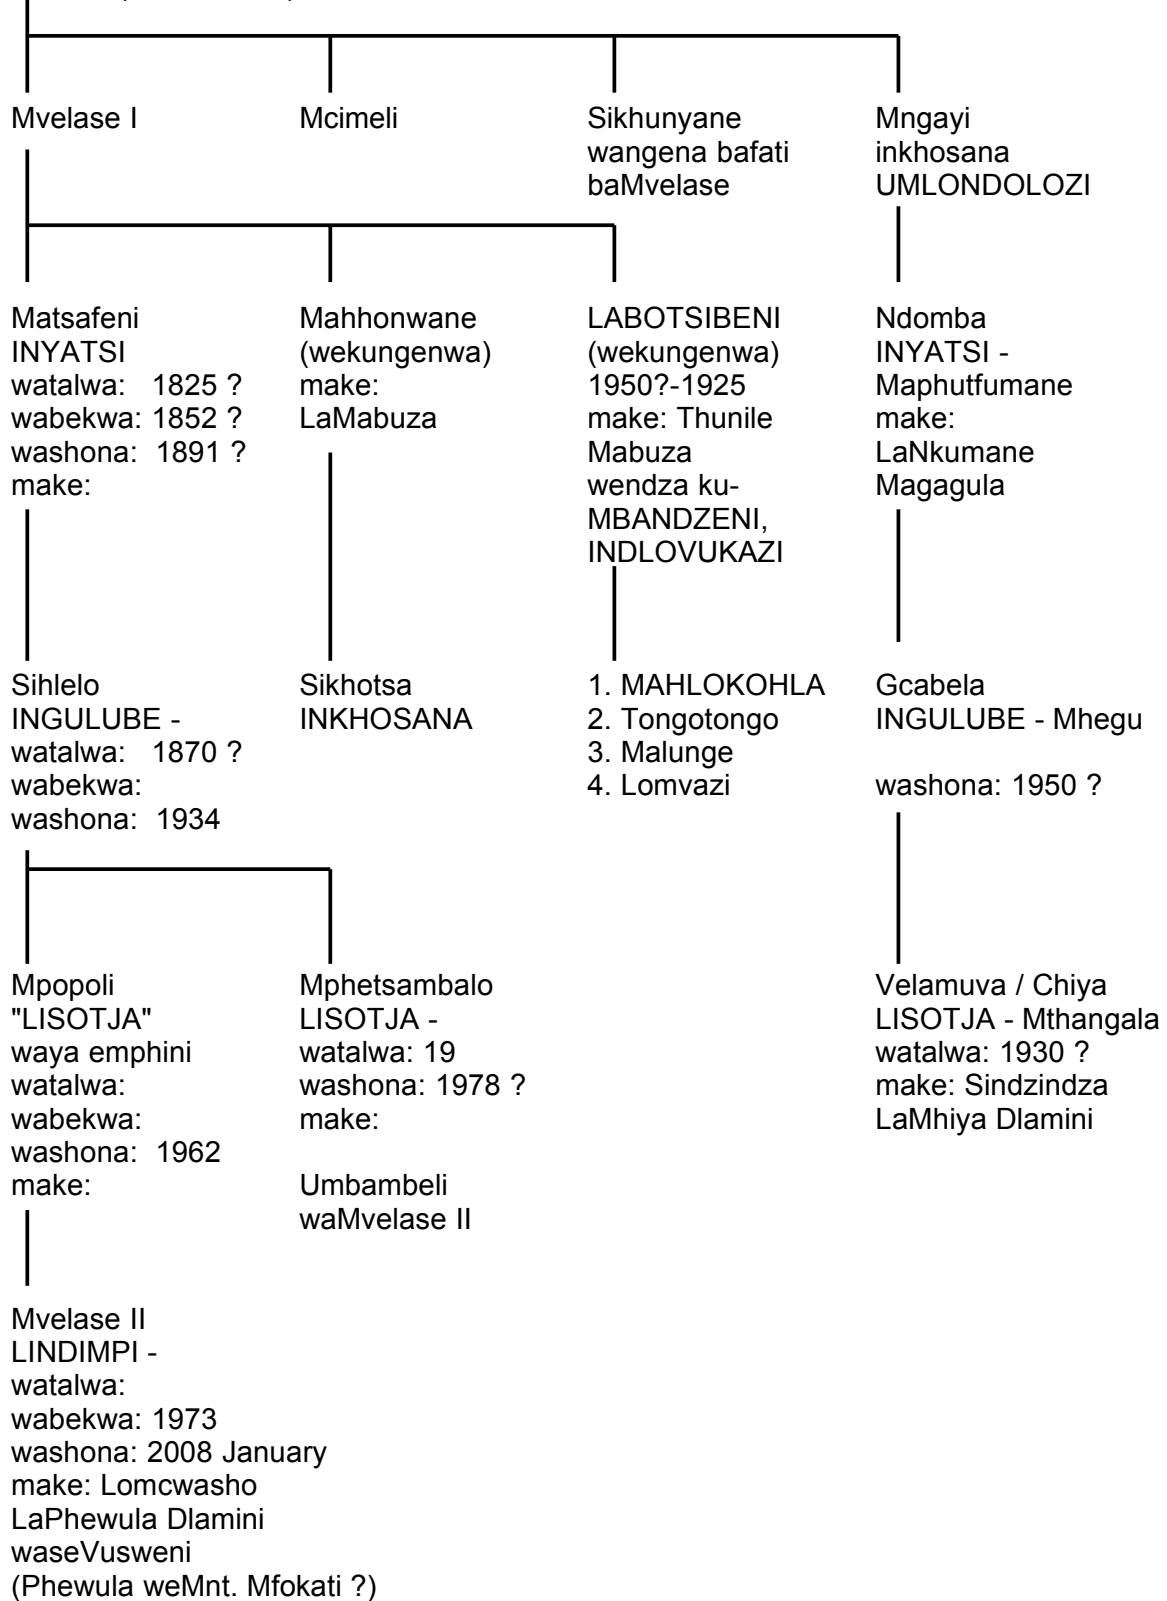 Mvelase I
Mcimeli
Sikhunyane
wangena bafati
baMvelase
Mngayi
inkhosana
UMLONDOLOZI
Matsafeni
INYATSI
watalwa: 1825 ?
wabekwa: 1852 ?
washona: 1891 ?
make:
Mahhonwane
(wekungenwa)
make:
LaMabuza
LABOTSIBENI
(wekungenwa)
1950?-1925
make: Thunile
Mabuza
wendza ku-
MBANDZENI,
INDLOVUKAZI
Ndomba
INYATSI -
Maphutfumane
make:
LaNkumane
Magagula
Sihlelo
INGULUBE -
watalwa: 1870 ?
wabekwa:
washona: 1934
Sikhotsa
INKHOSANA
1. MAHLOKOHLA
2. Tongotongo
3. Malunge
4. Lomvazi
Gcabela
INGULUBE - Mhegu
washona: 1950 ?
Mpopoli
"LISOTJA"
waya emphini
watalwa:
wabekwa:
washona: 1962
make:
Mphetsambalo
LISOTJA -
watalwa: 19
washona: 1978 ?
make:
Umbambeli
waMvelase II
Velamuva / Chiya
LISOTJA - Mthangala
watalwa: 1930 ?
make: Sindzindza
LaMhiya Dlamini
Mvelase II
LINDIMPI -
watalwa:
wabekwa: 1973
washona: 2008 January
make: Lomcwasho
LaPhewula Dlamini
waseVusweni
(Phewula weMnt. Mfokati ?)